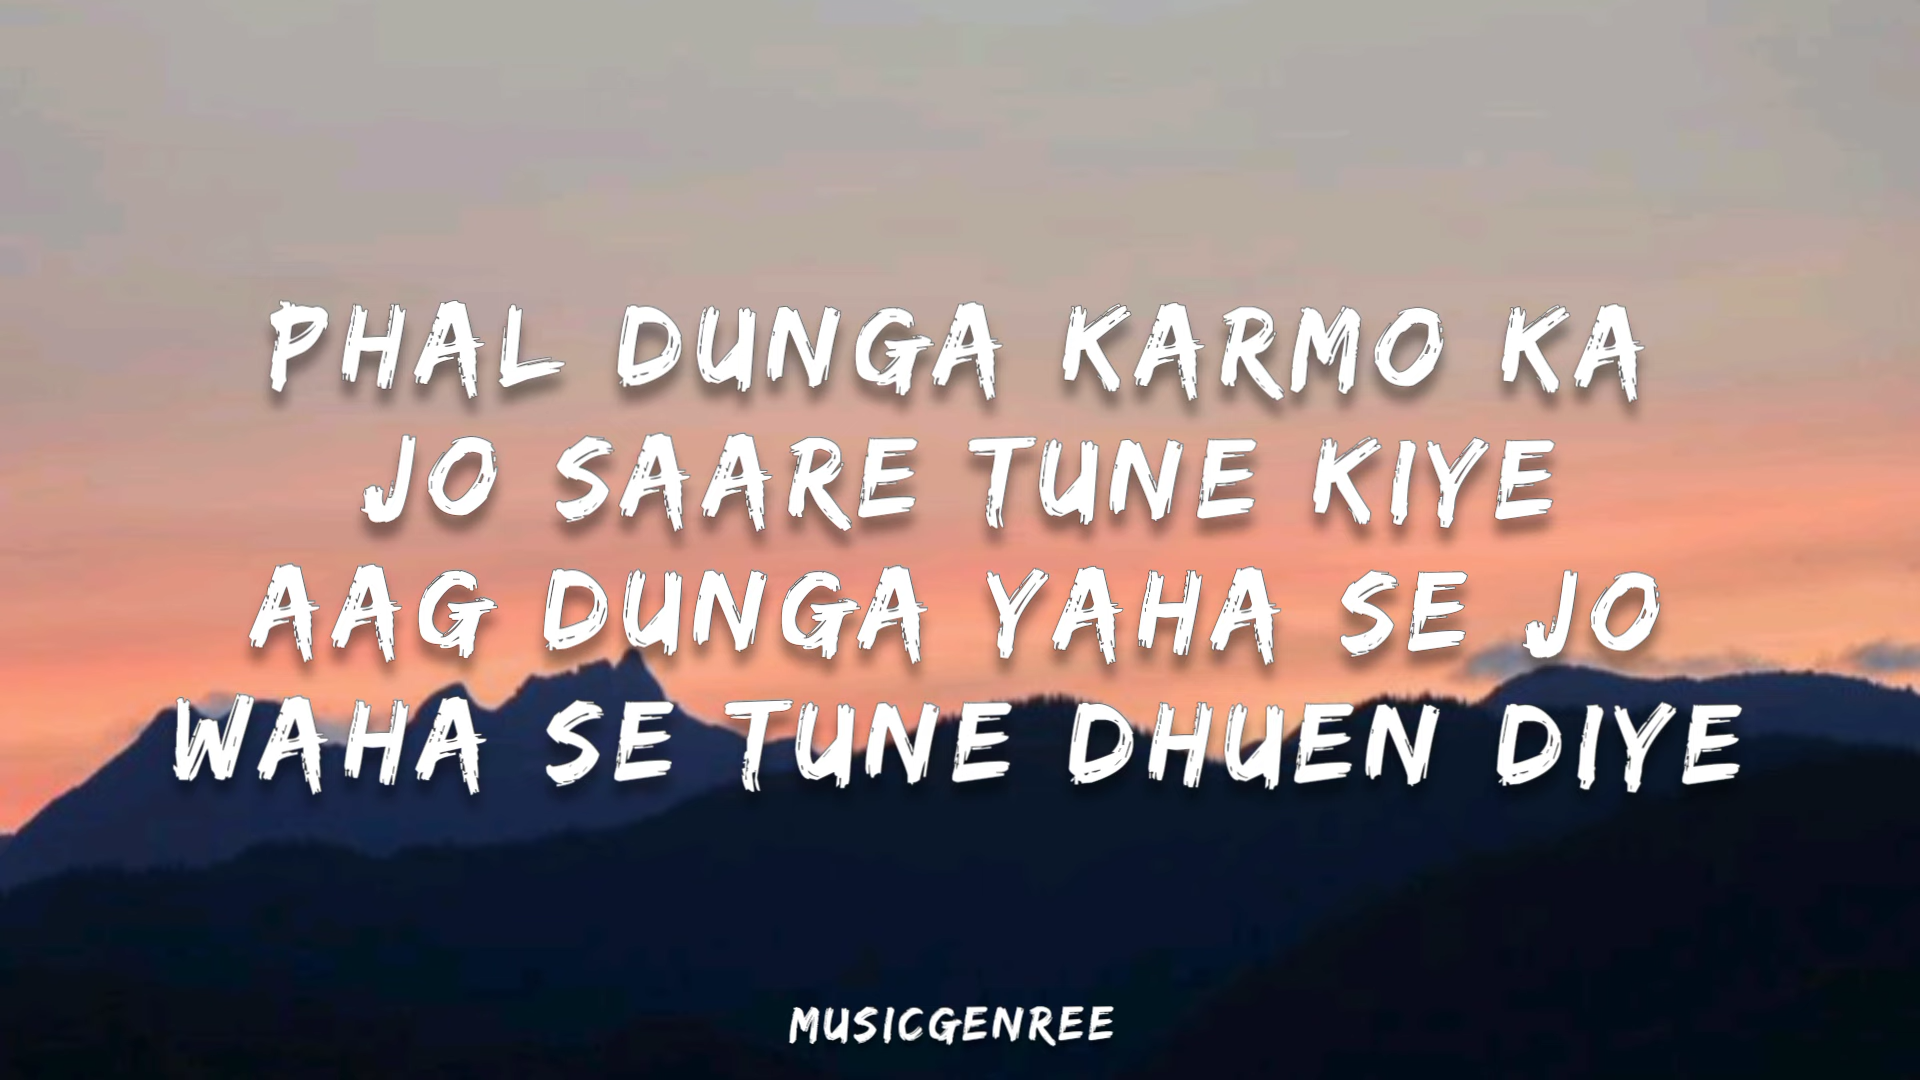 PHAL DUNGA KARMO KA
JO SAARE TUNE KIYE
AAG DUNGA YAHA SE JO
WAHA SE TUNE DHUEN DIYE
MUSICGENREE